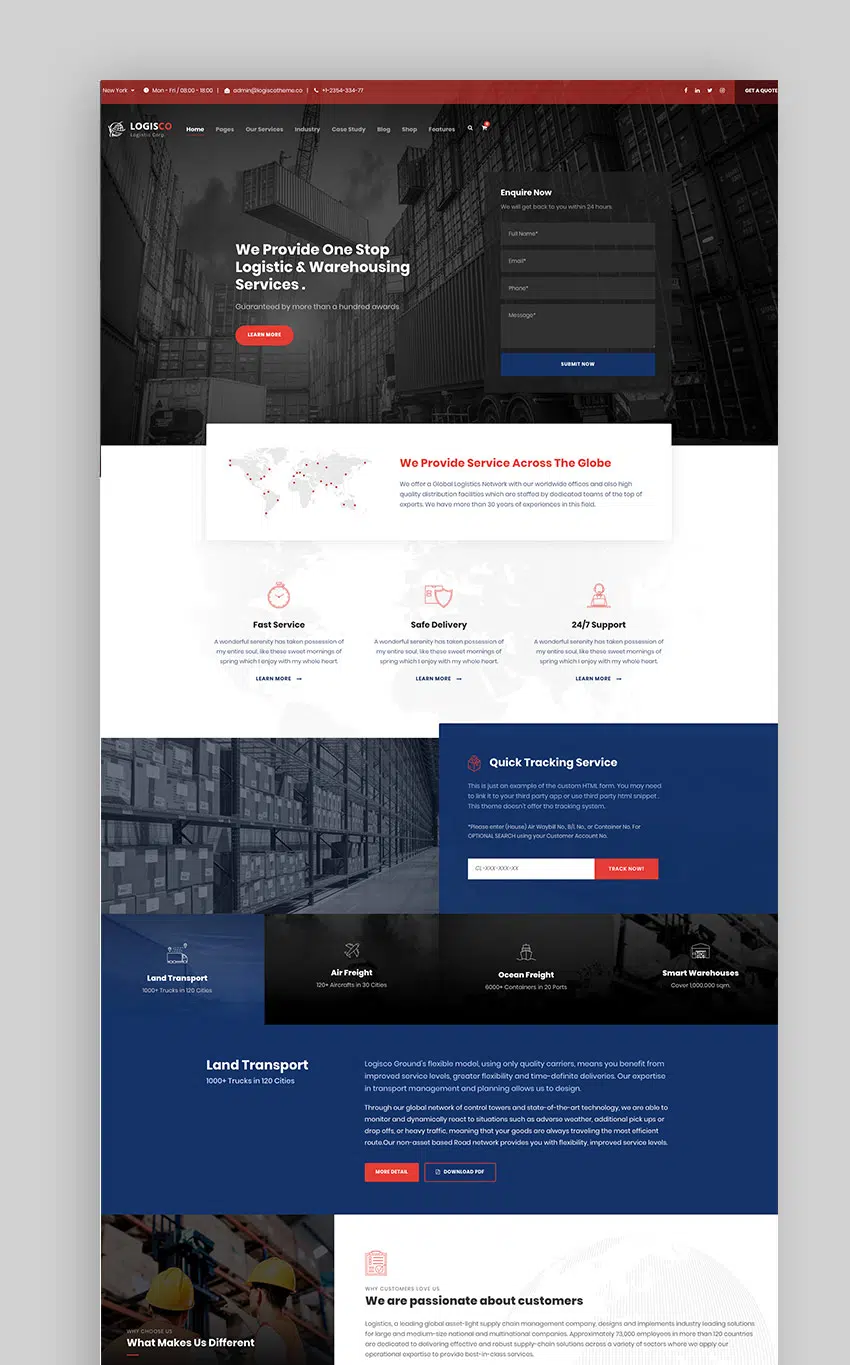 New York
Mon - Fri / 08.00 - 18:00 | admin@logiscotheme.co | +1-2354-334-77
GET A QUOTE
LOGISCO
Logistic Corp.
Home Pages Our Services Industry Case Study Blog Shop Features
We Provide One Stop
Logistic & Warehousing
Services .
Guaranteed by more than a hundred awards
LEARN MORE
Enquire Now
We will get back to you within 24 hours
Full Name*
Email*
Phone*
Message*
SUBMIT NOW
We Provide Service Across The Globe
We offer a Global Logistics Network with our worldwide offices and also high
quality distribution facilities which are staffed by dedicated teams of the top of
experts. We have more than 30 years of experiences in this field.
Fast Service
A wonderful serenity has taken possession of
my entire soul, like these sweet mornings of
spring which I enjoy with my whole heart.
LEARN MORE →
Safe Delivery
A wonderful serenity has taken possession of
my entire soul, like these sweet mornings of
spring which I enjoy with my whole heart.
LEARN MORE →
24/7 Support
A wonderful serenity has taken possession of
my entire soul, like these sweet mornings of
spring which I enjoy with my whole heart.
LEARN MORE →
Quick Tracking Service
This is just an example of the custom HTML form. You may need
to link it to your third party app or use third party html snippet .
This theme doesn't offer the tracking system.
*Please enter (House) Air Waybill No., B/L No., or Container No. For
OPTIONAL SEARCH using your Customer Account No.
CL-XXX-XXX-XX
TRACK NOW!
Land Transport
1000+ Trucks in 120 Cities
Air Freight
120+ Aircrafts in 30 Cities
Ocean Freight
6000+ Containers in 20 Ports
Smart Warehouses
Cover 1,000,000 sqm.
Land Transport
1000+ Trucks in 120 Cities
Logisco Ground's flexible model, using only quality carriers, means you benefit from
improved service levels, greater flexibility and time-definite deliveries. Our expertise
in transport management and planning allows us to design.
Through our global network of control towers and state-of-the-art technology, we are able to
monitor and dynamically react to situations such as adverse weather, additional pick ups or
drop offs, or heavy traffic, meaning that your goods are always traveling the most efficient
route.Our non-asset based Road network provides you with flexibility, improved service levels.
MORE DETAIL
DOWNLOAD PDF
WHY CHOOSE US
What Makes Us Different
WHY CUSTOMERS LOVE US
We are passionate about customers
Logistics, a leading global asset-light supply chain management company, designs and implements industry leading solutions
for large and medium-size national and multinational companies. Approximately 73,000 employees in more than 120 countries
are dedicated to delivering effective and robust supply-chain solutions across a variety of sectors where we apply our
operational expertise to provide best-in-class services.